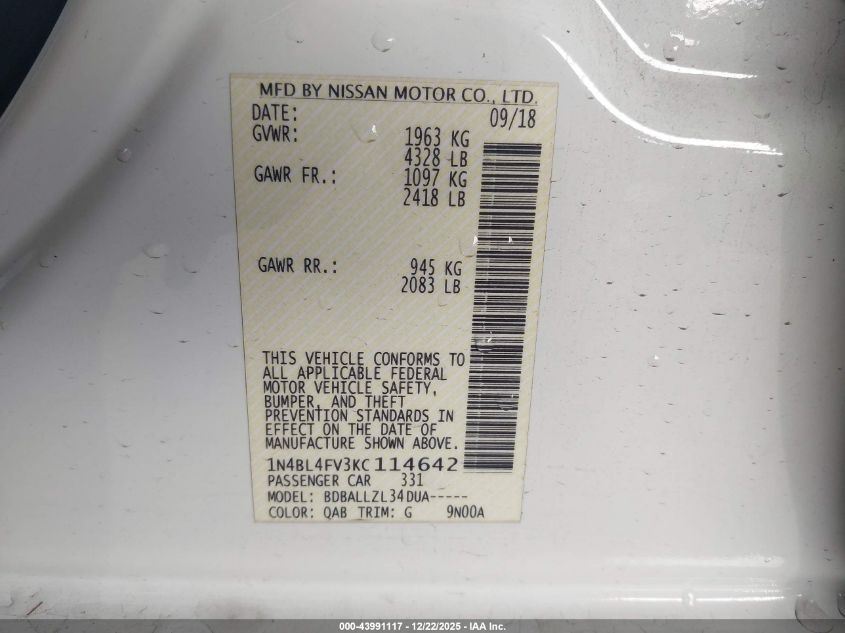 MFD BY NISSAN MOTOR CO., LTD.
DATE: 09/18
GVWR: 1963 KG
4328 LB
GAWR FR.: 1097 KG
2418 LB
GAWR RR.: 945 KG
2083 LB
THIS VEHICLE CONFORMS TO
ALL APPLICABLE FEDERAL
MOTOR VEHICLE SAFETY,
BUMPER, AND THEFT
PREVENTION STANDARDS IN
EFFECT ON THE DATE OF
MANUFACTURE SHOWN ABOVE.
1N4BL4FV3KC114642
PASSENGER CAR 331
MODEL: BDBALLZL34DUA-----
COLOR: QAB TRIM: G 9N00A
000-43991117 - 12/22/2025 - IAA Inc.